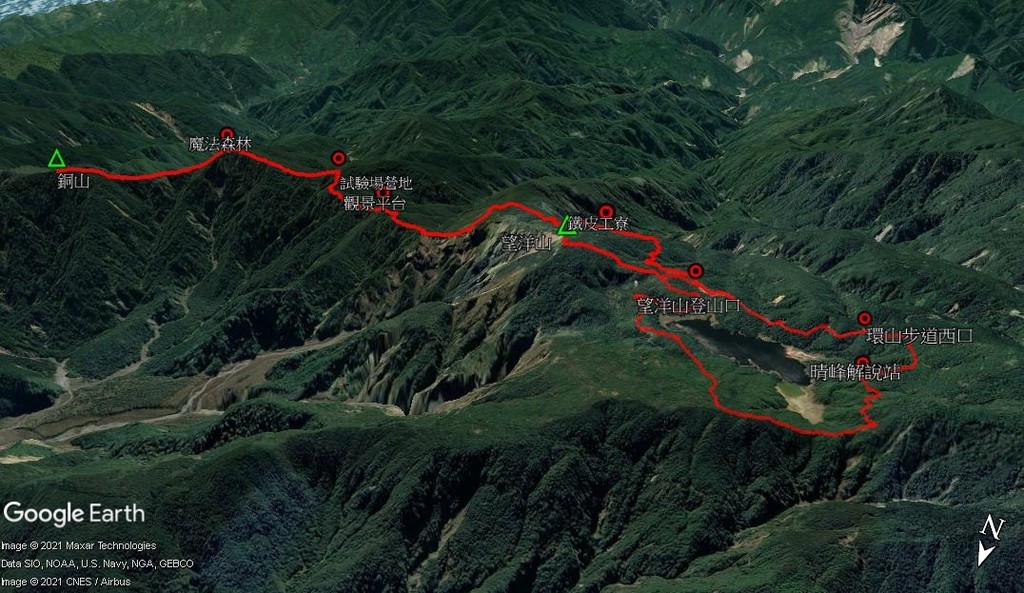 魔法森林
銅山
試驗場營地
觀景平台
鐵皮工寮
望洋山
望洋山登山口
環山步道西口
晴峰解說站
N
Google Earth
Image © 2021 Maxar Technologies
Data SIO, NOAA, U.S. Navy, NGA, GEBCO
Image © 2021 CNES / Airbus